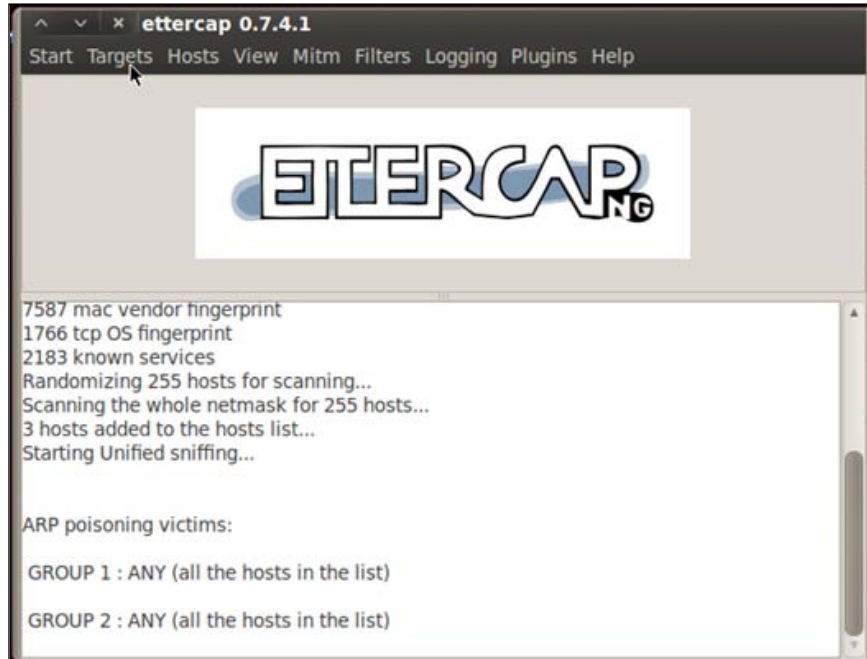 ettercap 0.7.4.1
Start Targets Hosts View Mitm Filters Logging Plugins Help
ETTERCAP
NG
7587 mac vendor fingerprint
1766 tcp OS fingerprint
2183 known services
Randomizing 255 hosts for scanning...
Scanning the whole netmask for 255 hosts...
3 hosts added to the hosts list...
Starting Unified sniffing...
ARP poisoning victims:
GROUP 1 : ANY (all the hosts in the list)
GROUP 2 : ANY (all the hosts in the list)